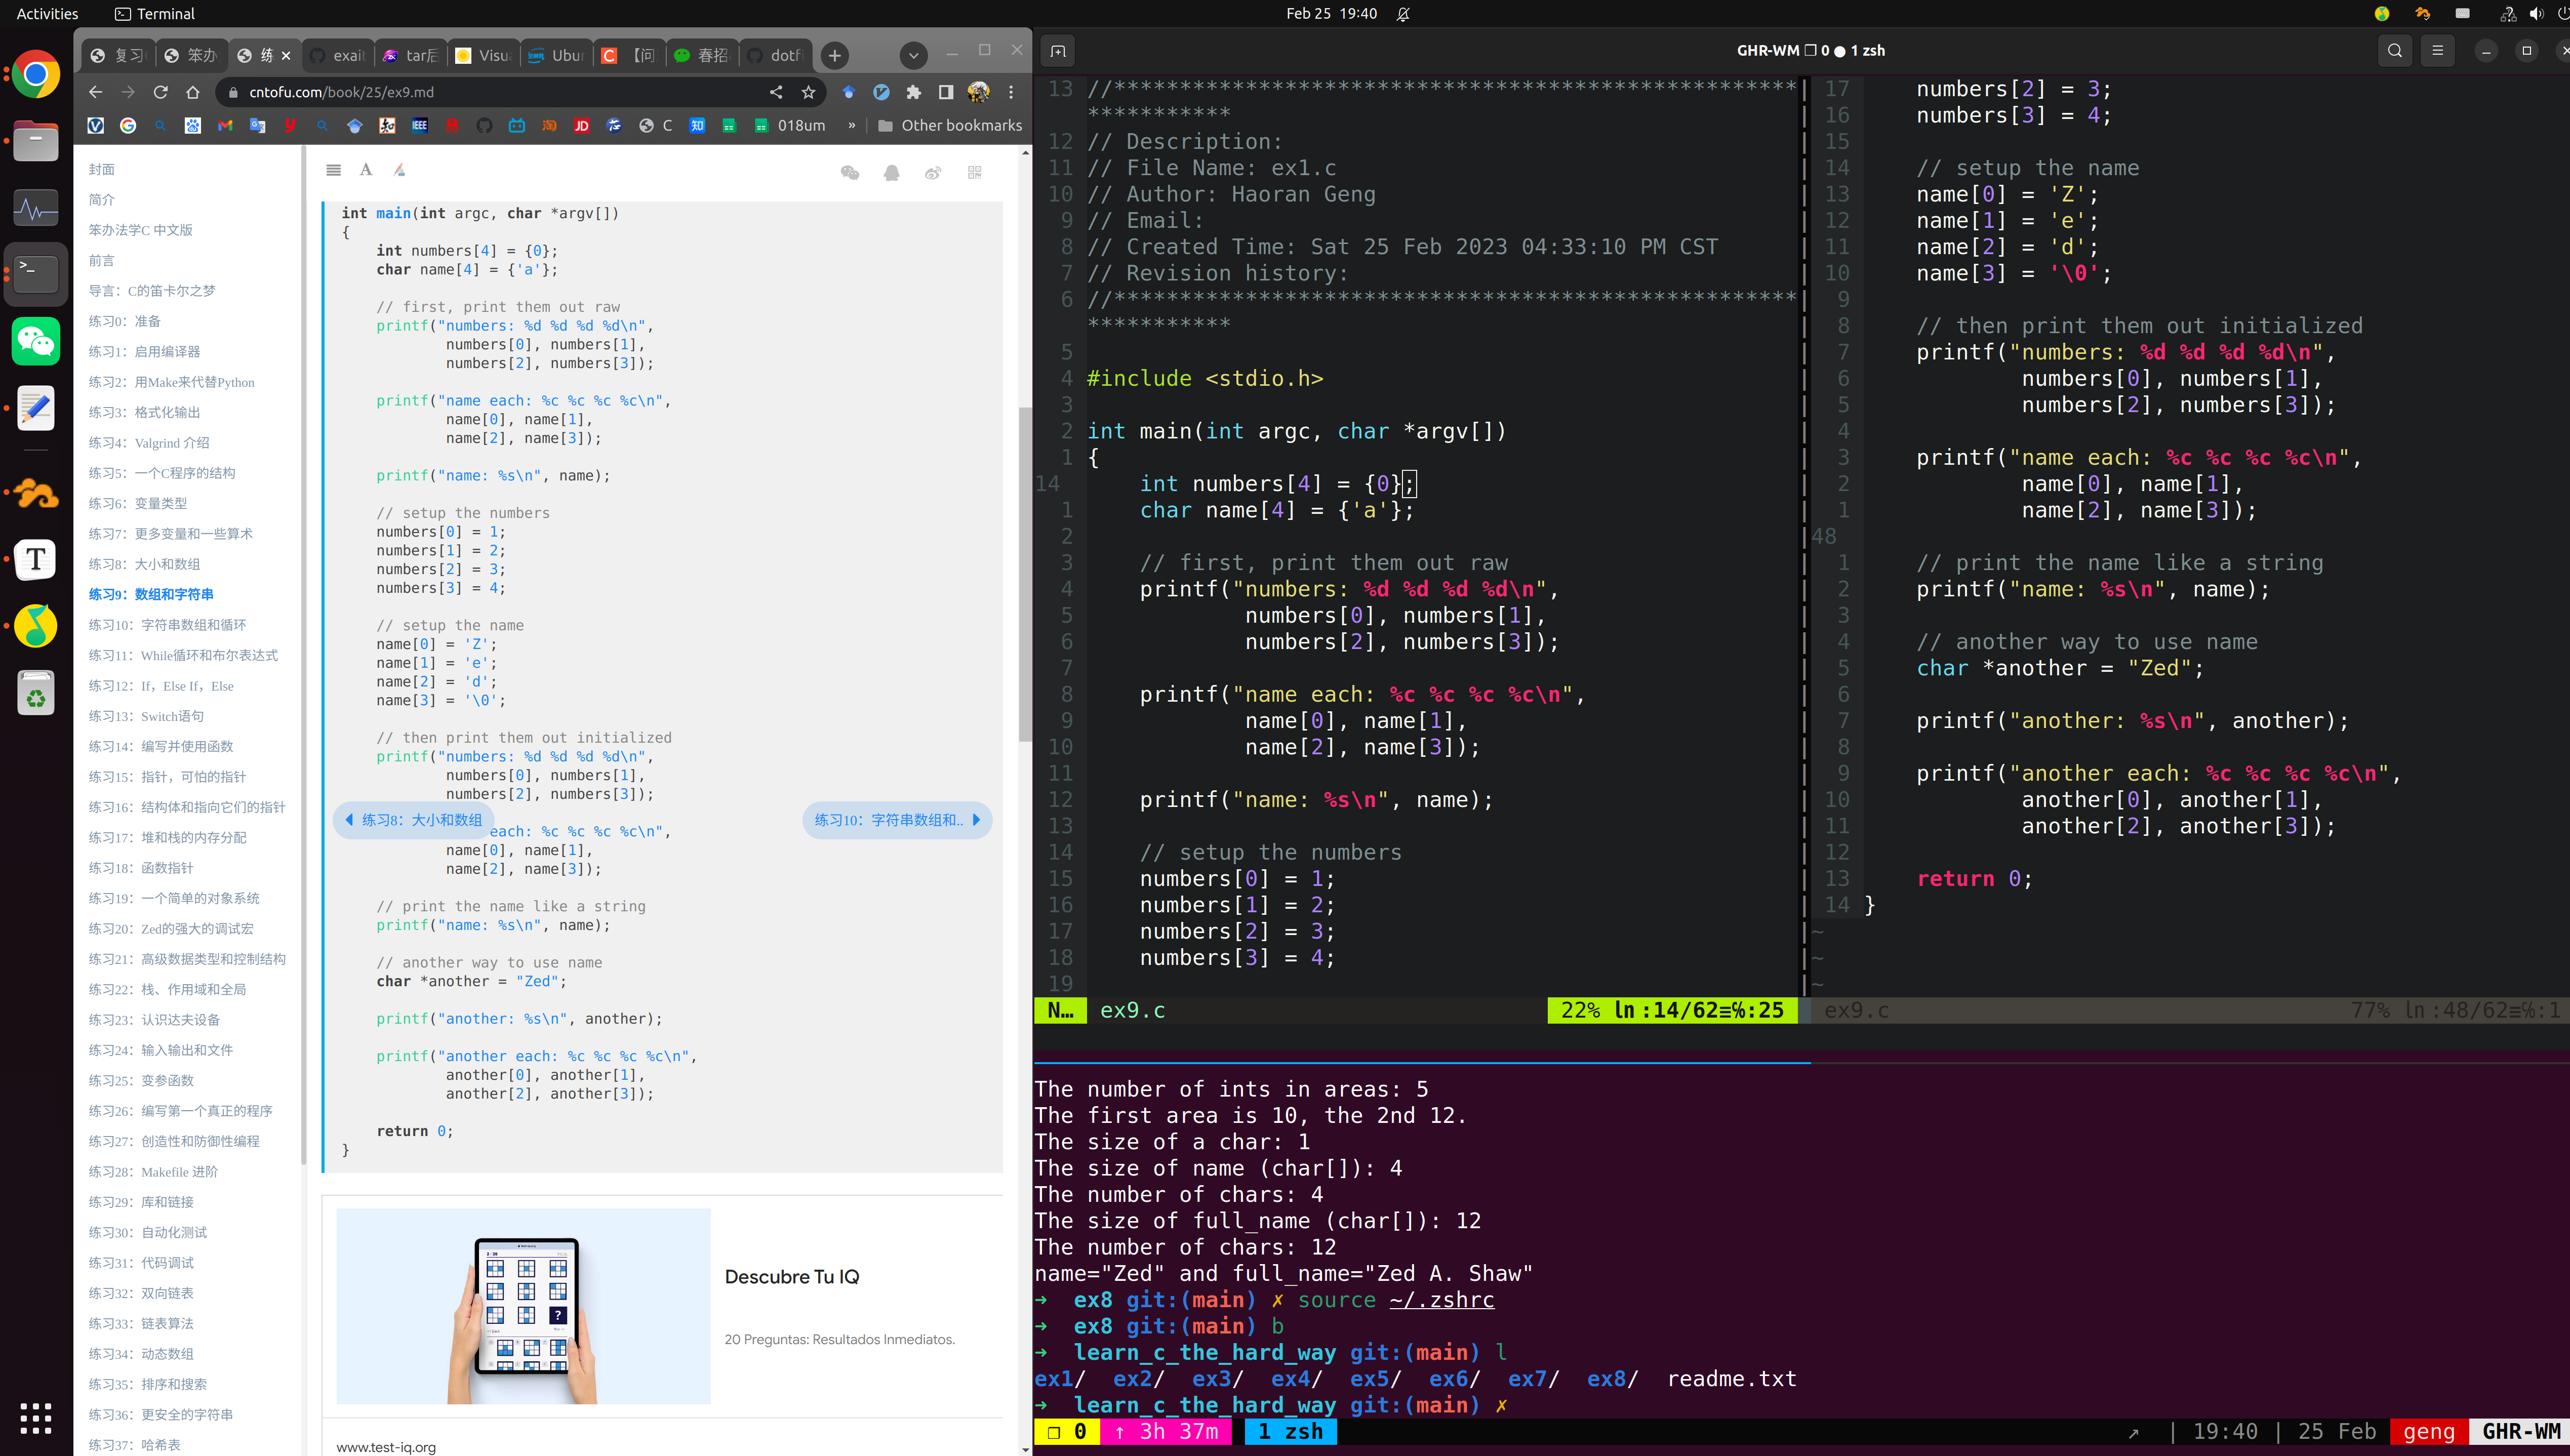 Activities
Terminal
Feb 25 19:40
复习
笨办
练
exait
tar后
Visua
Ubun
【问
春招
dotfi
cntofu.com/book/25/ex9.md
C
018um
»
Other bookmarks
封面
简介
笨办法学C 中文版
前言
导言：C的笛卡尔之梦
练习0：准备
练习1：启用编译器
练习2：用Make来代替Python
练习3：格式化输出
练习4：Valgrind 介绍
练习5：一个C程序的结构
练习6：变量类型
练习7：更多变量和一些算术
练习8：大小和数组
练习9：数组和字符串
练习10：字符串数组和循环
练习11：While循环和布尔表达式
练习12：If，Else If，Else
练习13：Switch语句
练习14：编写并使用函数
练习15：指针，可怕的指针
练习16：结构体和指向它们的指针
练习17：堆和栈的内存分配
练习18：函数指针
练习19：一个简单的对象系统
练习20：Zed的强大的调试宏
练习21：高级数据类型和控制结构
练习22：栈、作用域和全局
练习23：认识达夫设备
练习24：输入输出和文件
练习25：变参函数
练习26：编写第一个真正的程序
练习27：创造性和防御性编程
练习28：Makefile 进阶
练习29：库和链接
练习30：自动化测试
练习31：代码调试
练习32：双向链表
练习33：链表算法
练习34：动态数组
练习35：排序和搜索
练习36：更安全的字符串
练习37：哈希表
int main(int argc, char *argv[])
{
int numbers[4] = {0};
char name[4] = {'a'};
// first, print them out raw
printf("numbers: %d %d %d %d\n",
numbers[0], numbers[1],
numbers[2], numbers[3]);
printf("name each: %c %c %c %c\n",
name[0], name[1],
name[2], name[3]);
printf("name: %s\n", name);
// setup the numbers
numbers[0] = 1;
numbers[1] = 2;
numbers[2] = 3;
numbers[3] = 4;
// setup the name
name[0] = 'Z';
name[1] = 'e';
name[2] = 'd';
name[3] = '\0';
// then print them out initialized
printf("numbers: %d %d %d %d\n",
numbers[0], numbers[1],
numbers[2], numbers[3]);
练习8：大小和数组
each: %c %c %c %c\n",
练习10：字符串数组和..
name[0], name[1],
name[2], name[3]);
// print the name like a string
printf("name: %s\n", name);
// another way to use name
char *another = "Zed";
printf("another: %s\n", another);
printf("another each: %c %c %c %c\n",
another[0], another[1],
another[2], another[3]);
return 0;
}
Descubre Tu IQ
20 Preguntas: Resultados Inmediatos.
www.test-iq.org
GHR-WM ❐ 0 ● 1 zsh
13 //****************************************************
***********
12 // Description:
11 // File Name: ex1.c
10 // Author: Haoran Geng
9 // Email:
8 // Created Time: Sat 25 Feb 2023 04:33:10 PM CST
7 // Revision history:
6 //****************************************************
***********
5
4 #include <stdio.h>
3
2 int main(int argc, char *argv[])
1 {
14 int numbers[4] = {0};
1 char name[4] = {'a'};
2
3 // first, print them out raw
4 printf("numbers: %d %d %d %d\n",
5 numbers[0], numbers[1],
6 numbers[2], numbers[3]);
7
8 printf("name each: %c %c %c %c\n",
9 name[0], name[1],
10 name[2], name[3]);
11
12 printf("name: %s\n", name);
13
14 // setup the numbers
15 numbers[0] = 1;
16 numbers[1] = 2;
17 numbers[2] = 3;
18 numbers[3] = 4;
19
N… ex9.c 22% ln:14/62≡℅:25
17 numbers[2] = 3;
16 numbers[3] = 4;
15
14 // setup the name
13 name[0] = 'Z';
12 name[1] = 'e';
11 name[2] = 'd';
10 name[3] = '\0';
9
8 // then print them out initialized
7 printf("numbers: %d %d %d %d\n",
6 numbers[0], numbers[1],
5 numbers[2], numbers[3]);
4
3 printf("name each: %c %c %c %c\n",
2 name[0], name[1],
1 name[2], name[3]);
48
1 // print the name like a string
2 printf("name: %s\n", name);
3
4 // another way to use name
5 char *another = "Zed";
6
7 printf("another: %s\n", another);
8
9 printf("another each: %c %c %c %c\n",
10 another[0], another[1],
11 another[2], another[3]);
12
13 return 0;
14 }
~
~
~
ex9.c 77% ln:48/62≡℅:1
The number of ints in areas: 5
The first area is 10, the 2nd 12.
The size of a char: 1
The size of name (char[]): 4
The number of chars: 4
The size of full_name (char[]): 12
The number of chars: 12
name="Zed" and full_name="Zed A. Shaw"
➜ ex8 git:(main) ✗ source ~/.zshrc
➜ ex8 git:(main) b
➜ learn_c_the_hard_way git:(main) l
ex1/ ex2/ ex3/ ex4/ ex5/ ex6/ ex7/ ex8/ readme.txt
➜ learn_c_the_hard_way git:(main) ✗
❐ 0 ↑ 3h 37m 1 zsh ↗ | 19:40 | 25 Feb geng GHR-WM